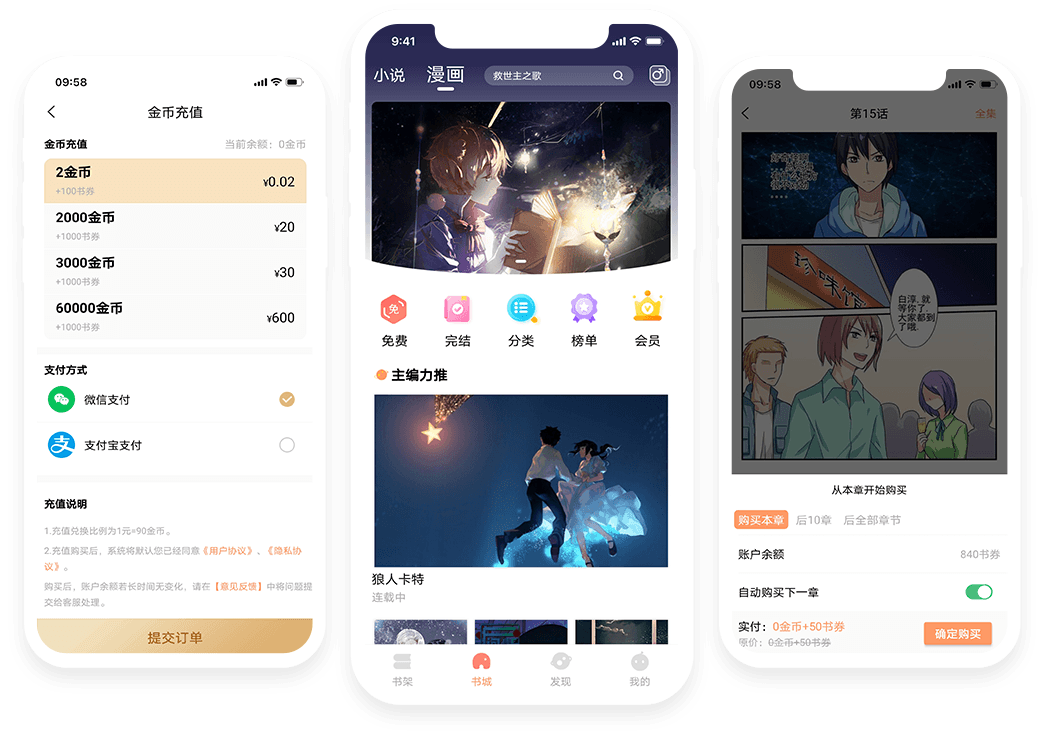 09:58
金币充值
金币充值
当前余额：0金币
2金币
+100书券
¥0.02
2000金币
+1000书券
¥20
3000金币
+1000书券
¥30
60000金币
+1000书券
¥600
支付方式
微信支付
支付宝支付
充值说明
1.充值兑换比例为1元=90金币 。
2.充值购买后，系统将默认您已经同意《用户协议》、《隐私协
议》。
购买后，账户余额若长时间无变化，请在【意见反馈】中将问题提
交给客服处理。
提交订单
9:41
小说
漫画
救世主之歌
免
免费
完结
分类
榜单
会员
主编力推
狼人卡特
连载中
书架
书城
发现
我的
09:58
第15话
全集
珍味馆
白淳，就
等你了，
大家都到
了哦.
从本章开始购买
购买本章
后10章
后全部章节
账户余额
840书券
自动购买下一章
实付：0金币+50书券
原价：0金币+50书券
确定购买